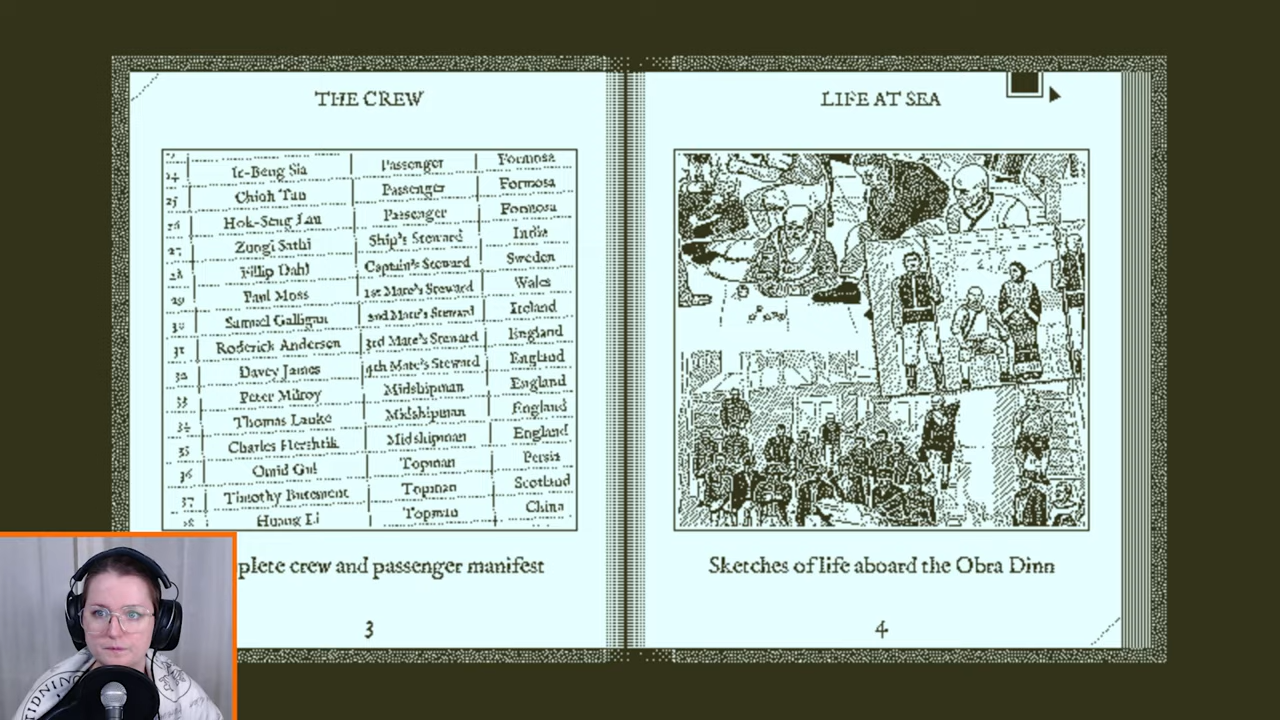 THE CREW
24 Ir-Beng Sia Passenger Formosa
25 Chioh Tan Passenger Formosa
26 Hok-Seng Lau Passenger Formosa
27 Zungi Sathi Ship's Steward India
28 Fillip Dahl Captain's Steward Sweden
29 Paul Moss 1st Mate's Steward Wales
30 Samuel Galligan 2nd Mate's Steward Ireland
31 Roderick Andersen 3rd Mate's Steward England
32 Davey James 4th Mate's Steward England
33 Peter Milroy Midshipman England
34 Thomas Lanke Midshipman England
35 Charles Hershtik Midshipman England
36 Omid Gul Topman Persia
37 Timothy Butement Topman Scotland
38 Huang Li Topman China
plete crew and passenger manifest
3
LIFE AT SEA
Sketches of life aboard the Obra Dinn
4